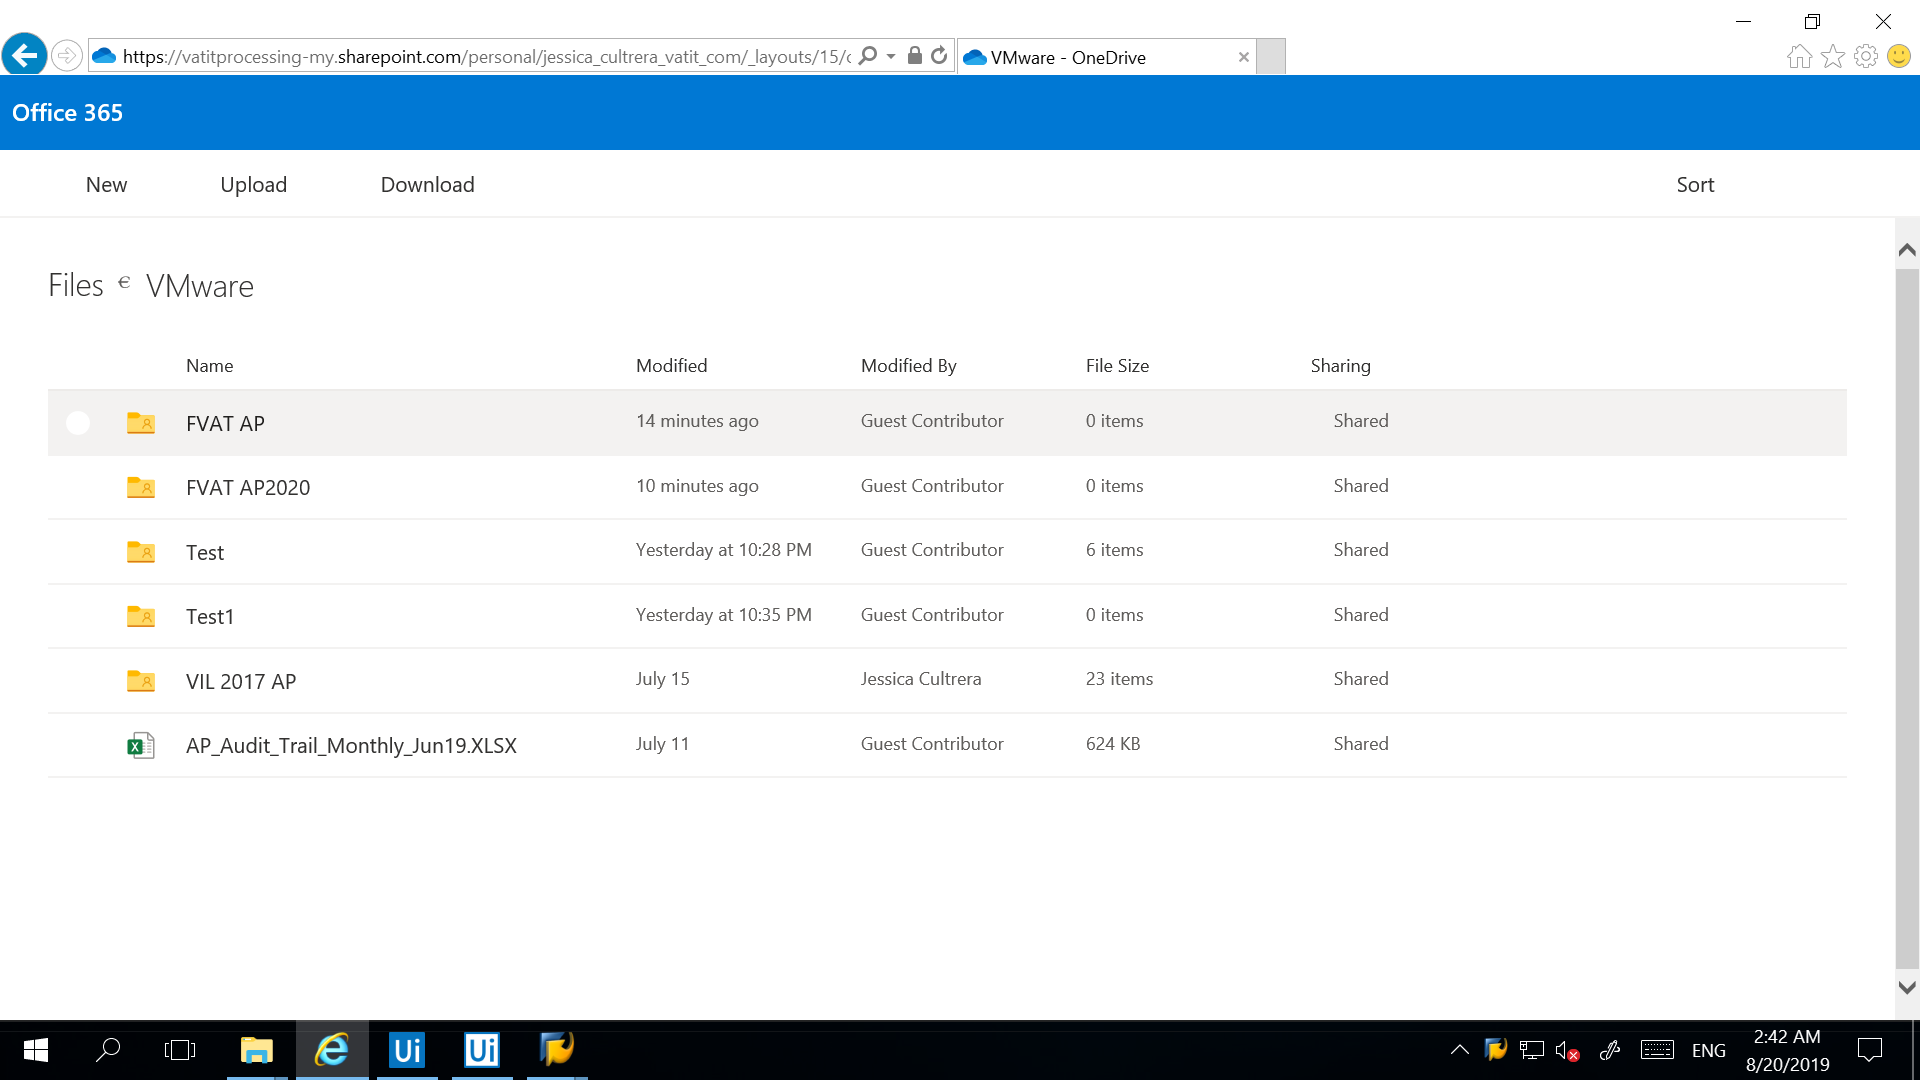 https://vatitprocessing-my.sharepoint.com/personal/jessica_cultrera_vatit_com/_layouts/15/
VMware - OneDrive
Office 365
New Upload Download Sort
Files € VMware
Name Modified Modified By File Size Sharing
FVAT AP 14 minutes ago Guest Contributor 0 items Shared
FVAT AP2020 10 minutes ago Guest Contributor 0 items Shared
Test Yesterday at 10:28 PM Guest Contributor 6 items Shared
Test1 Yesterday at 10:35 PM Guest Contributor 0 items Shared
VIL 2017 AP July 15 Jessica Cultrera 23 items Shared
AP_Audit_Trail_Monthly_Jun19.XLSX July 11 Guest Contributor 624 KB Shared
Ui Ui ENG 2:42 AM
8/20/2019